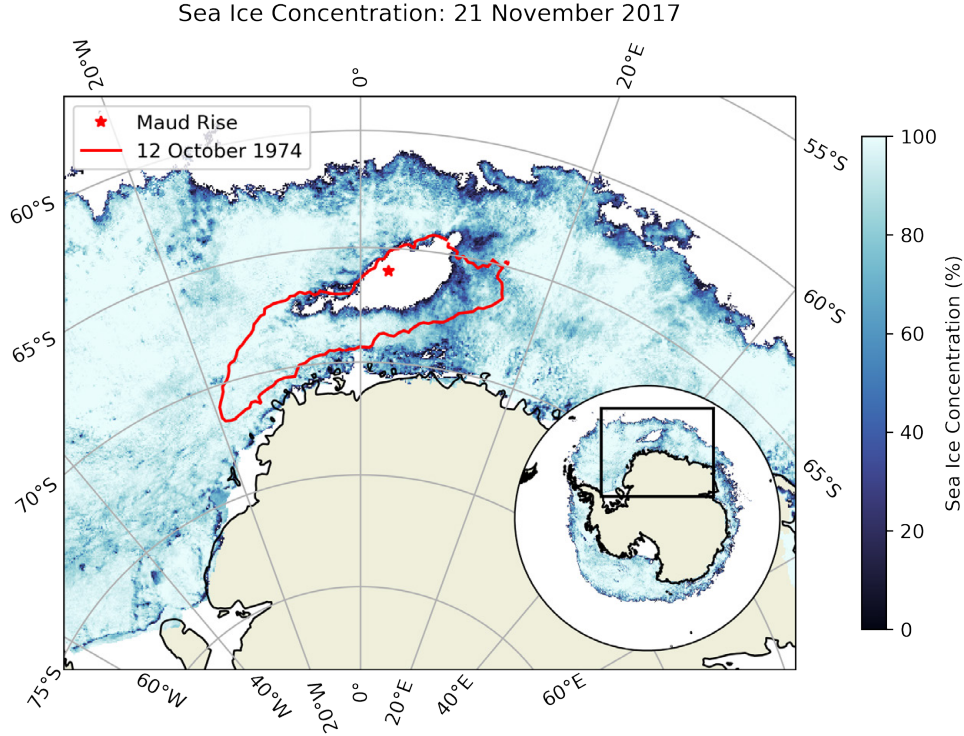 Sea Ice Concentration: 21 November 2017
20°W
0°
20°E
Maud Rise
12 October 1974
55°S
60°S
60°S
65°S
65°S
70°S
75°S
60°W
40°W
20°W
0°
20°E
40°E
60°E
100
80
60
40
20
0
Sea Ice Concentration (%)